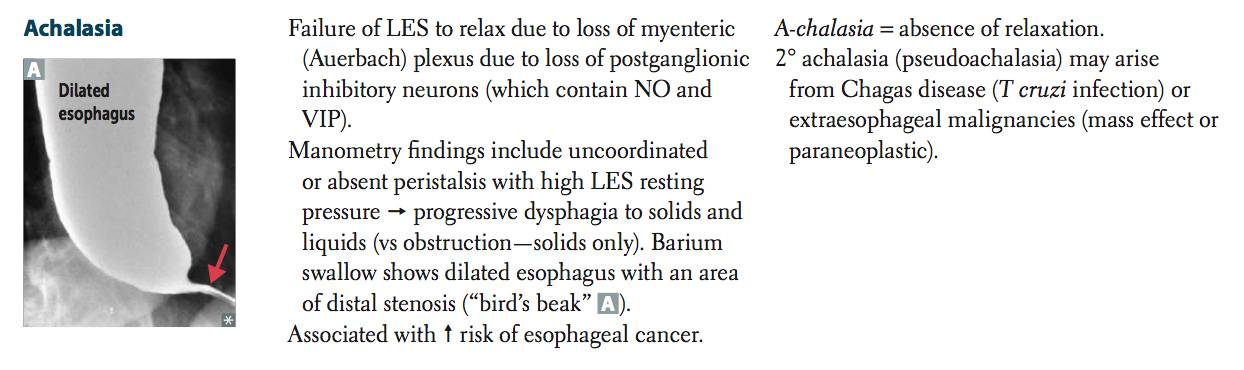 Achalasia
A
Dilated
esophagus
Failure of LES to relax due to loss of myenteric
(Auerbach) plexus due to loss of postganglionic
inhibitory neurons (which contain NO and
VIP).
Manometry findings include uncoordinated
or absent peristalsis with high LES resting
pressure → progressive dysphagia to solids and
liquids (vs obstruction—solids only). Barium
swallow shows dilated esophagus with an area
of distal stenosis (“bird’s beak” A).
Associated with ↑ risk of esophageal cancer.
A-chalasia = absence of relaxation.
2° achalasia (pseudoachalasia) may arise
from Chagas disease (T cruzi infection) or
extraesophageal malignancies (mass effect or
paraneoplastic).